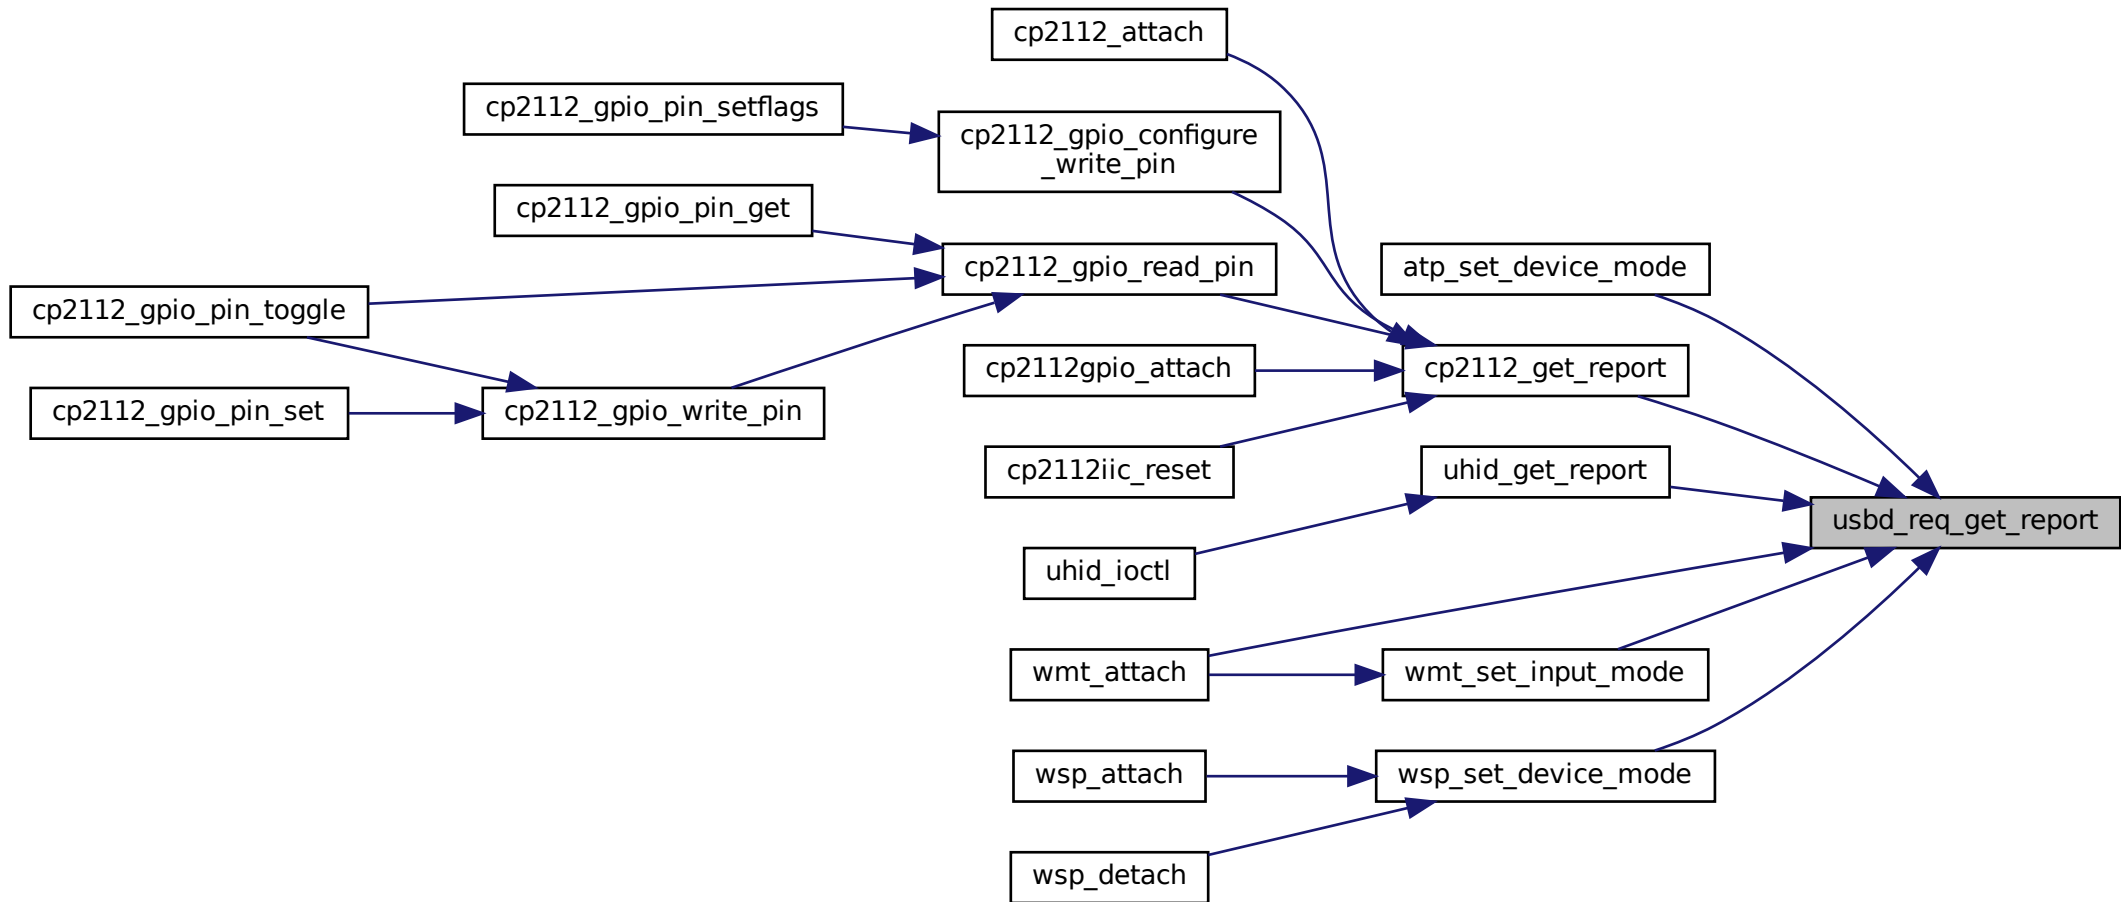 cp2112_attach
cp2112_gpio_pin_setflags
cp2112_gpio_configure
_write_pin
cp2112_gpio_pin_get
cp2112_gpio_read_pin
atp_set_device_mode
cp2112_gpio_pin_toggle
cp2112gpio_attach
cp2112_get_report
cp2112_gpio_pin_set
cp2112_gpio_write_pin
cp2112iic_reset
uhid_get_report
usbd_req_get_report
uhid_ioctl
wmt_attach
wmt_set_input_mode
wsp_attach
wsp_set_device_mode
wsp_detach